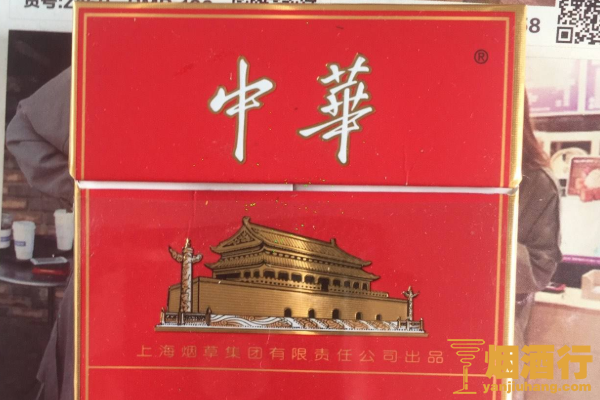 中華
®
上海烟草集团有限责任公司出品
烟酒行
yanjiuhang.com